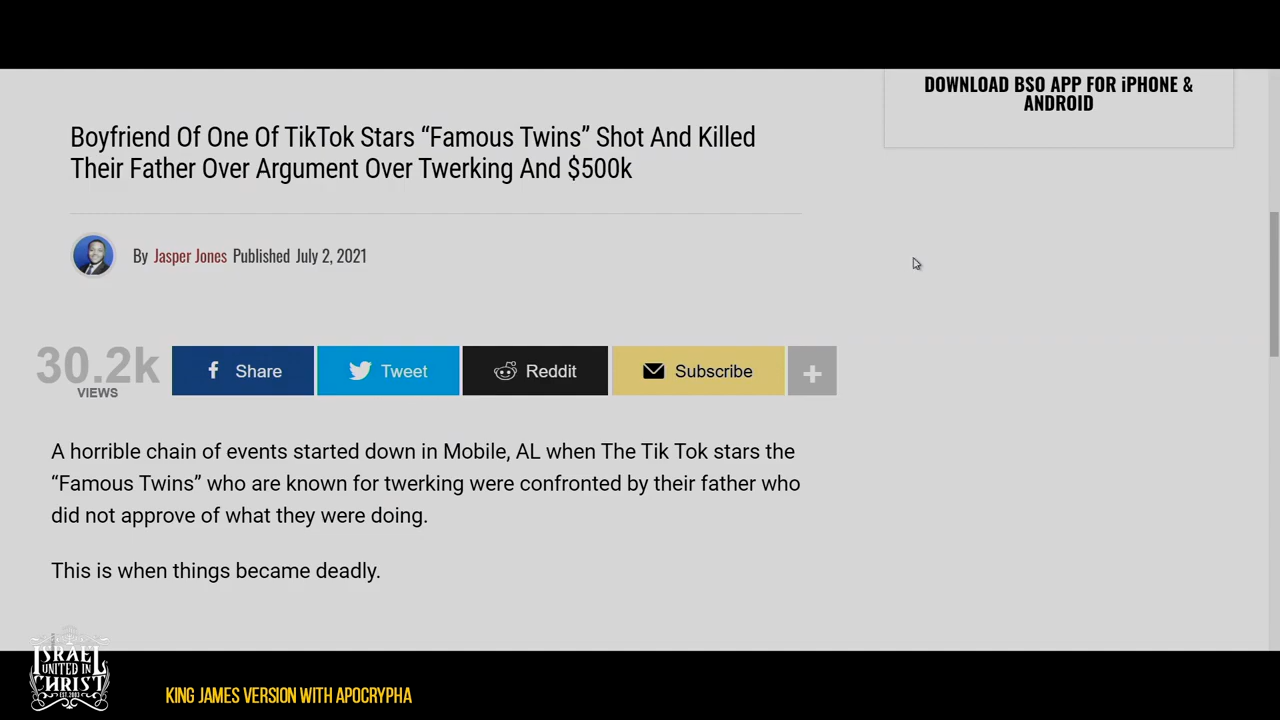 DOWNLOAD BSO APP FOR iPHONE &
ANDROID
Boyfriend Of One Of TikTok Stars “Famous Twins” Shot And Killed
Their Father Over Argument Over Twerking And $500k
By Jasper Jones Published July 2, 2021
30.2k
VIEWS
Share
Tweet
Reddit
Subscribe
+
A horrible chain of events started down in Mobile, AL when The Tik Tok stars the
“Famous Twins” who are known for twerking were confronted by their father who
did not approve of what they were doing.
This is when things became deadly.
ISRAEL
UNITED IN
CHRIST
EST. 2003
KING JAMES VERSION WITH APOCRYPHA